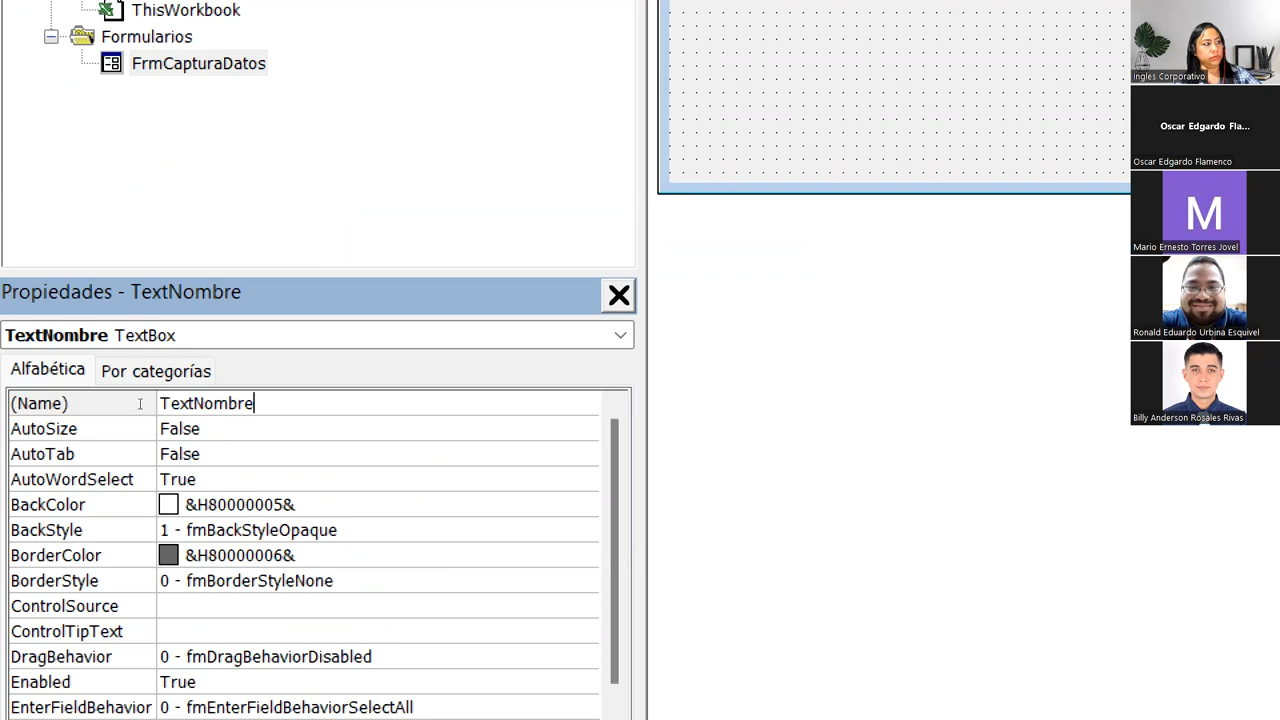 ThisWorkbook
Formularios
FrmCapturaDatos
Propiedades - TextNombre
TextNombre TextBox
Alfabética
Por categorías
(Name) TextNombre
AutoSize False
AutoTab False
AutoWordSelect True
BackColor &H80000005&
BackStyle 1 - fmBackStyleOpaque
BorderColor &H80000006&
BorderStyle 0 - fmBorderStyleNone
ControlSource
ControlTipText
DragBehavior 0 - fmDragBehaviorDisabled
Enabled True
EnterFieldBehavior 0 - fmEnterFieldBehaviorSelectAll
Ingles Corporativo
Oscar Edgardo Fla...
Oscar Edgardo Flamenco
M
Mario Ernesto Torres Jovel
Ronald Eduardo Urbina Esquivel
Billy Anderson Rosales Rivas